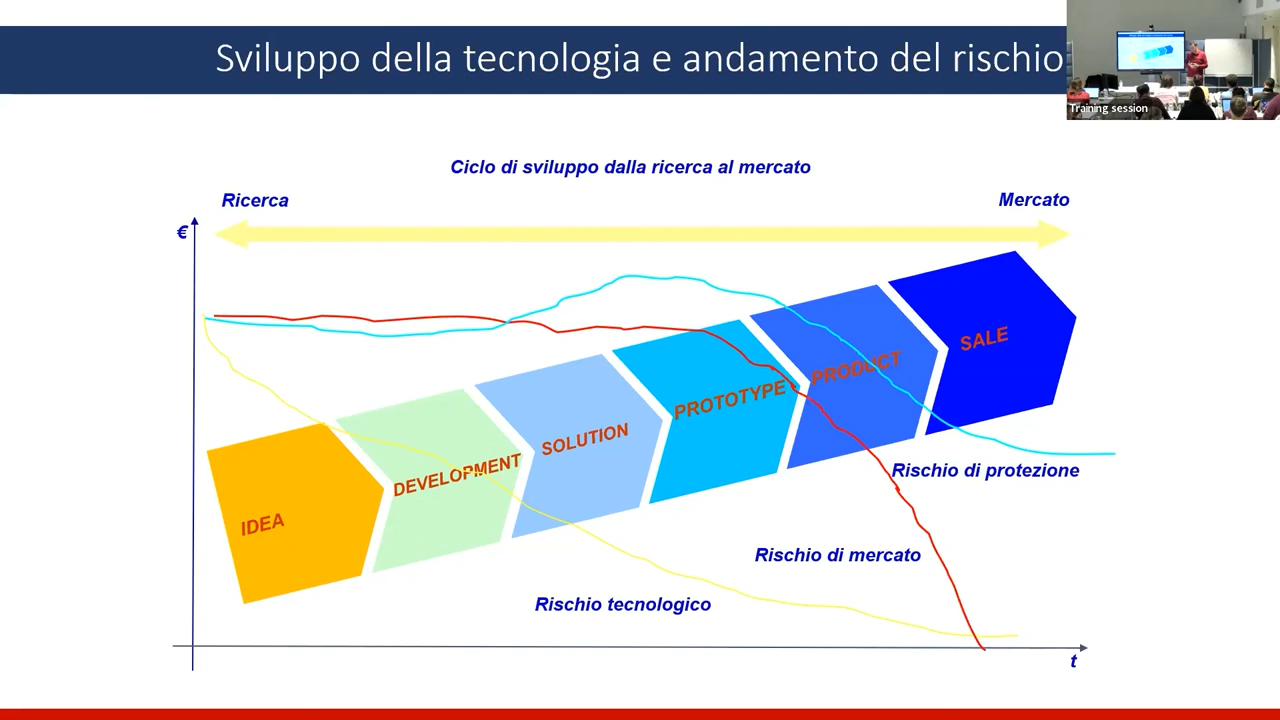 Sviluppo della tecnologia e andamento del rischio
Training session
Ciclo di sviluppo dalla ricerca al mercato
Ricerca
Mercato
€
SALE
PRODUCT
PROTOTYPE
SOLUTION
DEVELOPMENT
IDEA
Rischio di protezione
Rischio di mercato
Rischio tecnologico
t